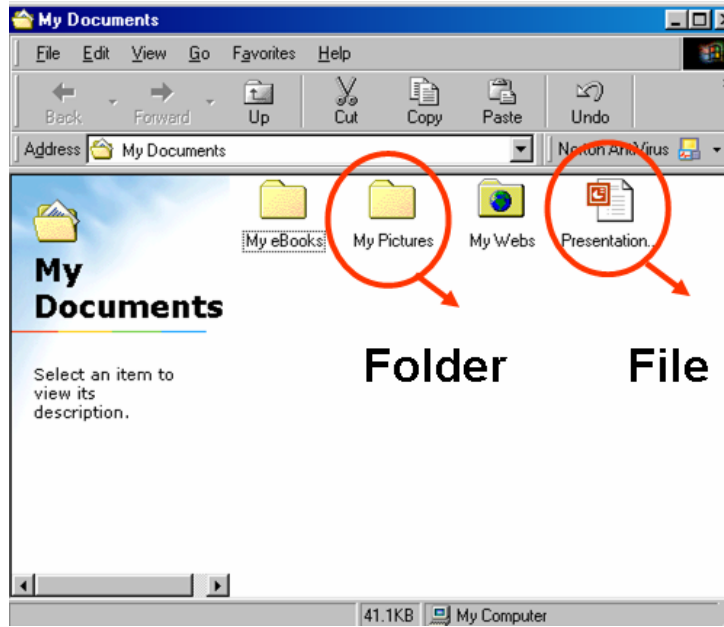 My Documents
File Edit View Go Favorites Help
Back Forward Up Cut Copy Paste Undo
Address My Documents Norton AntiVirus
My eBooks My Pictures My Webs Presentation...
My
Documents
Select an item to
view its
description.
Folder File
41.1KB My Computer